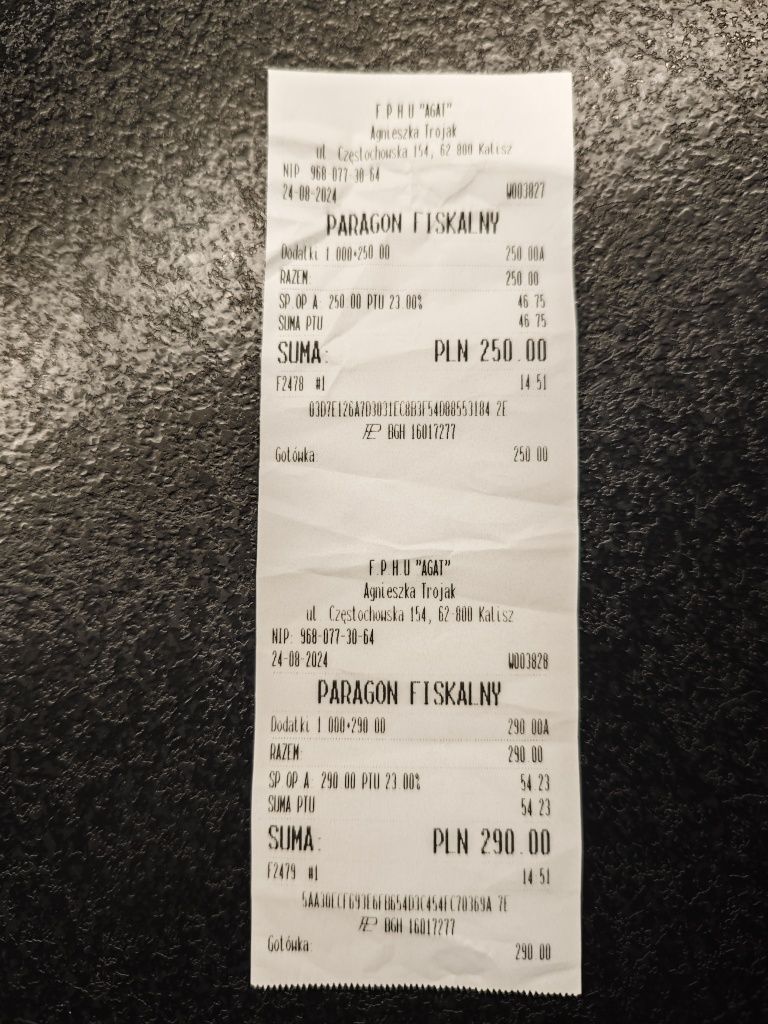 F P H U "AGAT"
Agnieszka Trojak
ul Częstochowska 154, 62 800 Kalisz
NIP 968-077-30-64
24-08-2024 W003827
PARAGON FISKALNY
Dodatki 1 000*250 00 250 00A
RAZEM: 250 00
SP OP A: 250 00 PTU 23.00% 46 75
SUMA PTU 46 75
SUMA: PLN 250.00
F2478 #1 14 51
BGH 16017277
Gotówka: 250 00
F P H U "AGAT"
Agnieszka Trojak
ul Częstochowska 154, 62-800 Kalisz
NIP: 968-077-30-64
24-08-2024 W003828
PARAGON FISKALNY
Dodatki 1 000*290 00 290 00A
RAZEM: 290.00
SP OP A: 290 00 PTU 23.00% 54 23
SUMA PTU 54 23
SUMA: PLN 290.00
F2479 #1 14 51
BGH 16017277
Gotówka: 290 00